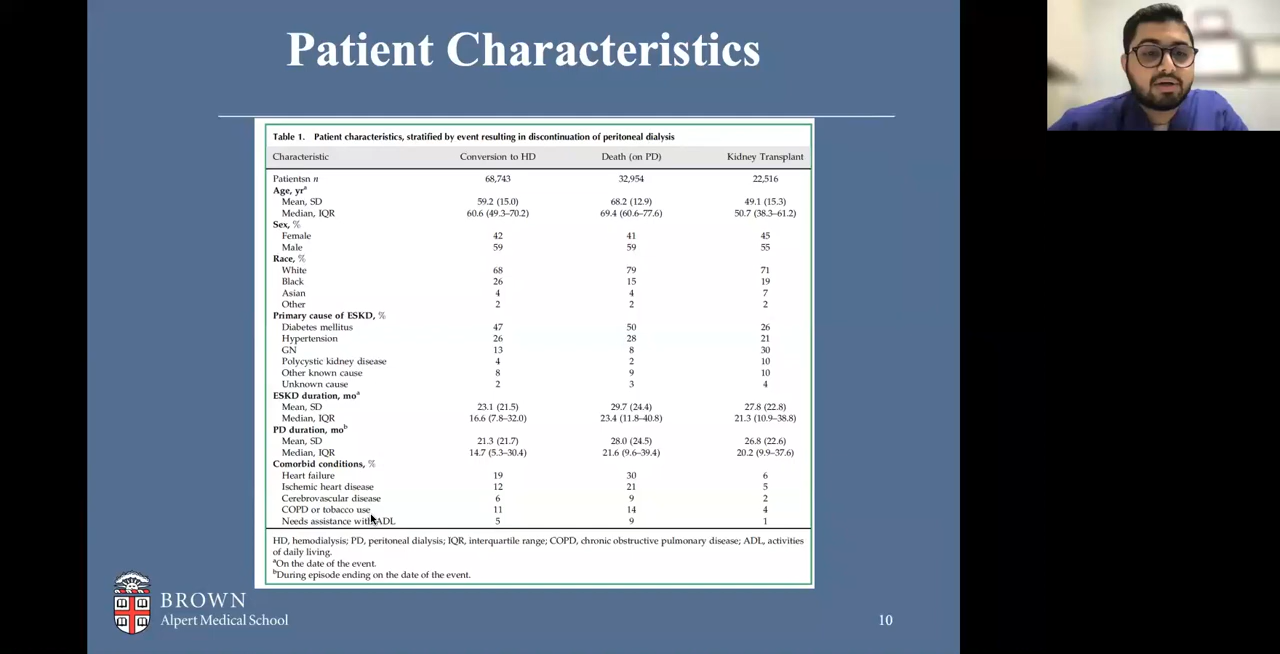 Patient Characteristics
Table 1. Patient characteristics, stratified by event resulting in discontinuation of peritoneal dialysis
Characteristic Conversion to HD Death (on PD) Kidney Transplant
Patientsn n 68,743 32,954 22,516
Age, yrᵃ
Mean, SD 59.2 (15.0) 68.2 (12.9) 49.1 (15.3)
Median, IQR 60.6 (49.3–70.2) 69.4 (60.6–77.6) 50.7 (38.3–61.2)
Sex, %
Female 42 41 45
Male 59 59 55
Race, %
White 68 79 71
Black 26 15 19
Asian 4 4 7
Other 2 2 2
Primary cause of ESKD, %
Diabetes mellitus 47 50 26
Hypertension 26 28 21
GN 13 8 30
Polycystic kidney disease 4 2 10
Other known cause 8 9 10
Unknown cause 2 3 4
ESKD duration, moᵃ
Mean, SD 23.1 (21.5) 29.7 (24.4) 27.8 (22.8)
Median, IQR 16.6 (7.8–32.0) 23.4 (11.8–40.8) 21.3 (10.9–38.8)
PD duration, moᵇ
Mean, SD 21.3 (21.7) 28.0 (24.5) 26.8 (22.6)
Median, IQR 14.7 (5.3–30.4) 21.6 (9.6–39.4) 20.2 (9.9–37.6)
Comorbid conditions, %
Heart failure 19 30 6
Ischemic heart disease 12 21 5
Cerebrovascular disease 6 9 2
COPD or tobacco use 11 14 4
Needs assistance with ADL 5 9 1
HD, hemodialysis; PD, peritoneal dialysis; IQR, interquartile range; COPD, chronic obstructive pulmonary disease; ADL, activities
of daily living.
ᵃOn the date of the event.
ᵇDuring episode ending on the date of the event.
BROWN
Alpert Medical School
10